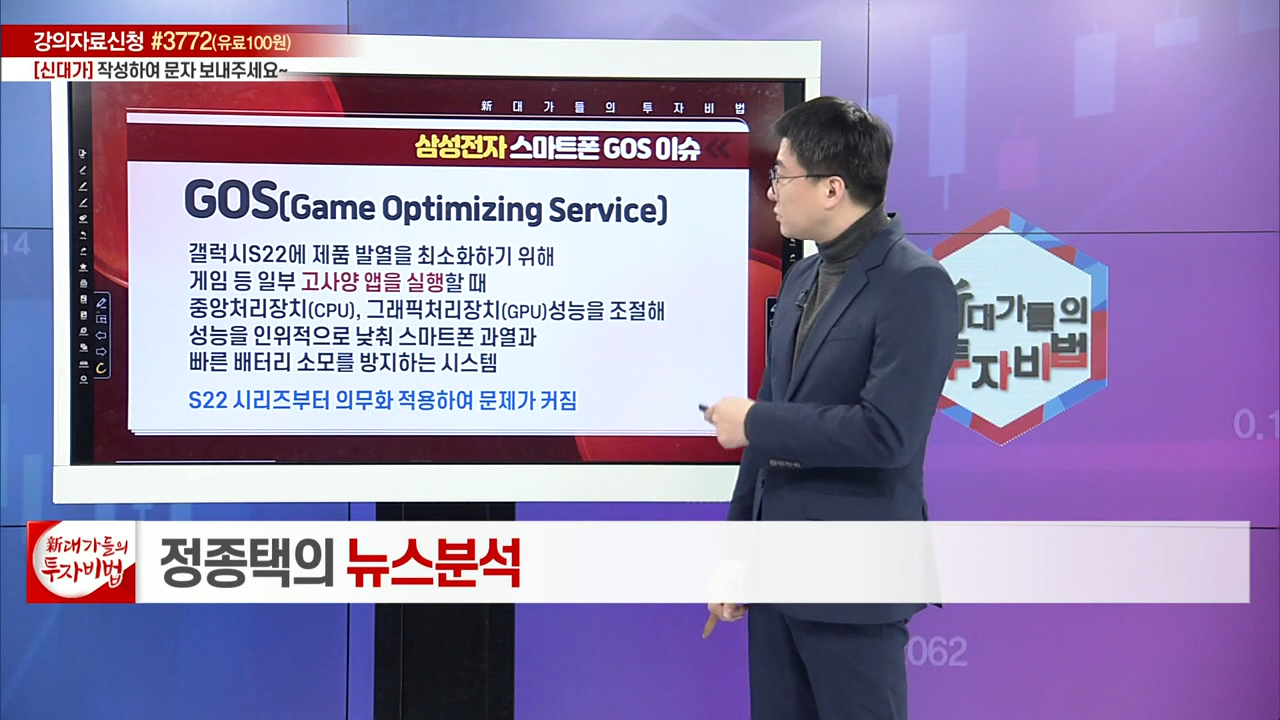 강의자료신청 #3772(유료100원)
[신대가] 작성하여 문자 보내주세요~
新대가들의투자비법
삼성전자 스마트폰 GOS 이슈
GOS(Game Optimizing Service)
갤럭시S22에 제품 발열을 최소화하기 위해
게임 등 일부 고사양 앱을 실행할 때
중앙처리장치(CPU), 그래픽처리장치(GPU)성능을 조절해
성능을 인위적으로 낮춰 스마트폰 과열과
빠른 배터리 소모를 방지하는 시스템
S22 시리즈부터 의무화 적용하여 문제가 커짐
14
대가들의
투자비법
0.1
新대가들의
투자비법
정종택의 뉴스분석
062